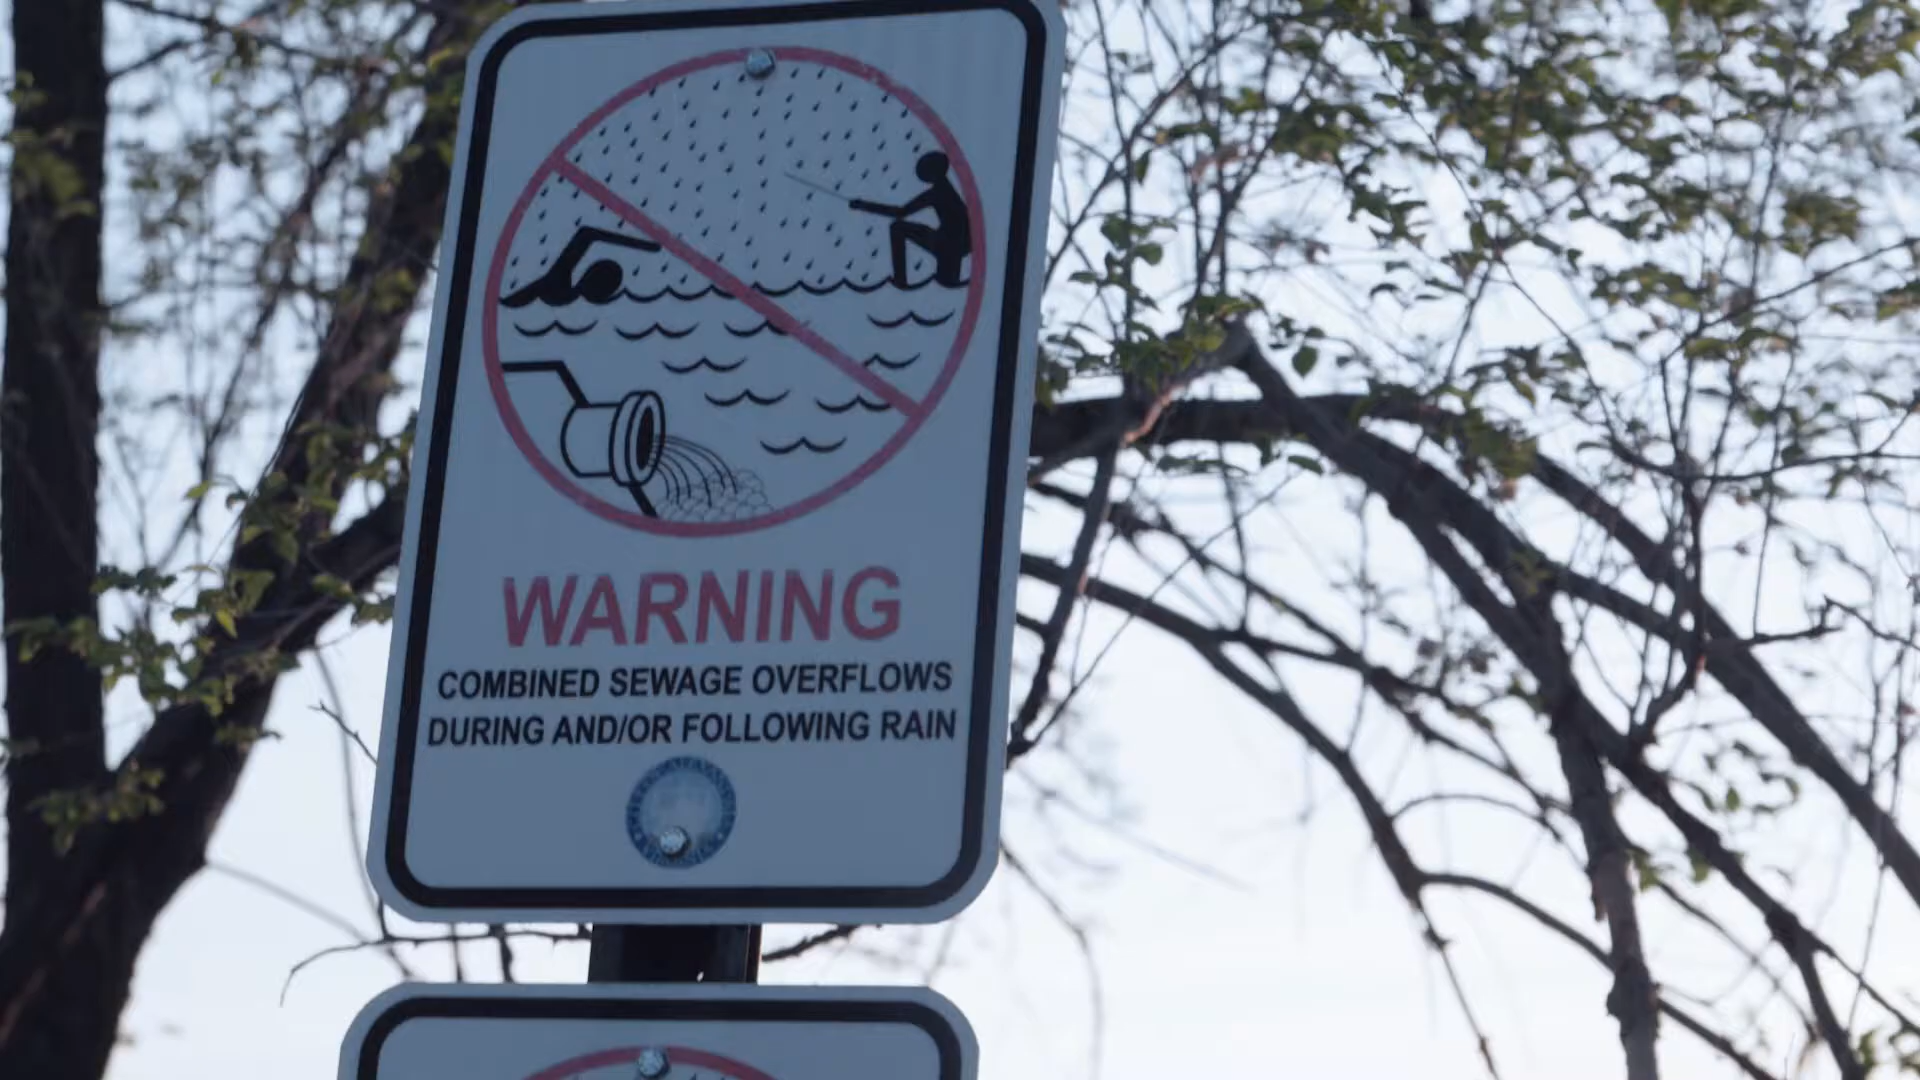 WARNING
COMBINED SEWAGE OVERFLOWS
DURING AND/OR FOLLOWING RAIN